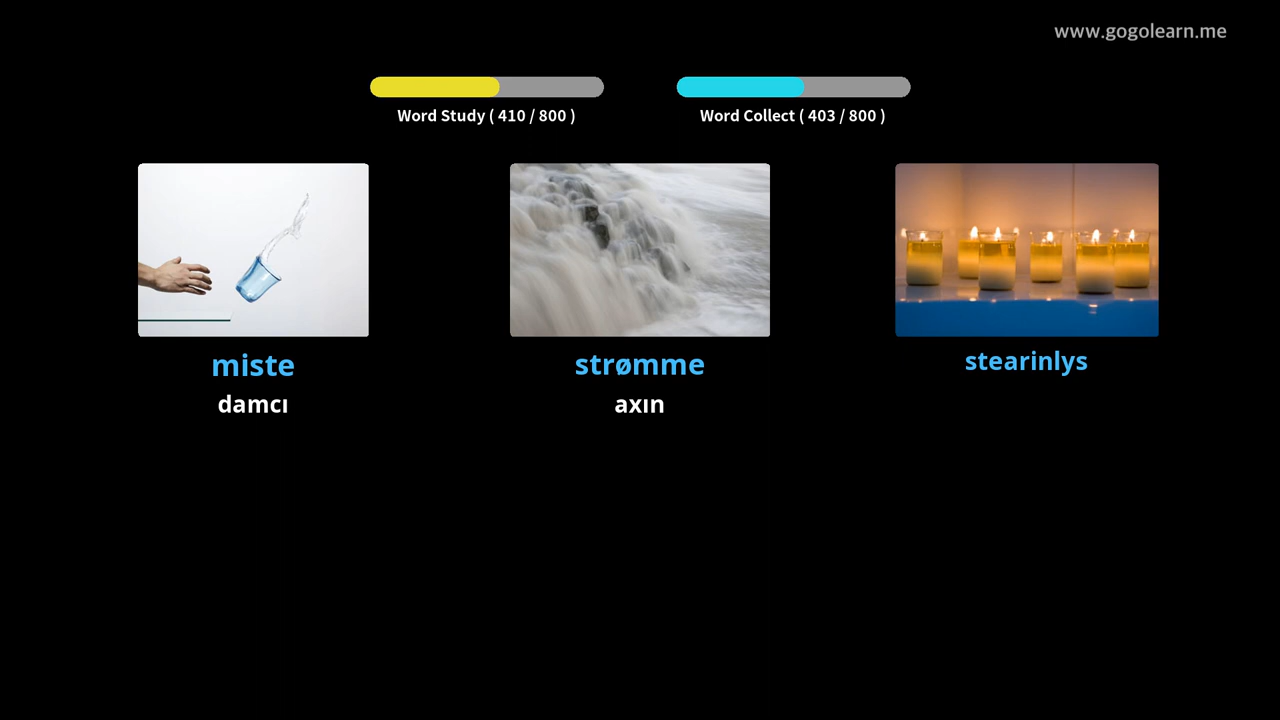 www.gogolearn.me
Word Study ( 410 / 800 )
Word Collect ( 403 / 800 )
miste
strømme
stearinlys
damcı
axın